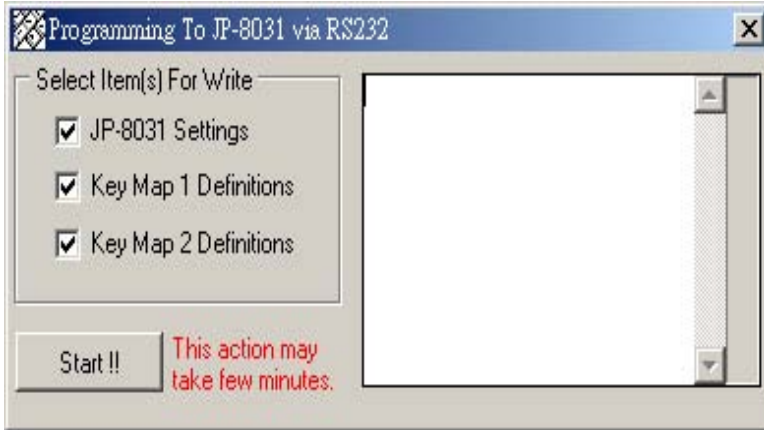 Programming To JP-8031 via RS232
Select Item(s) For Write
JP-8031 Settings
Key Map 1 Definitions
Key Map 2 Definitions
Start !!
This action may
take few minutes.